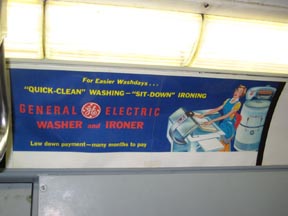 For Easier Washdays...
"QUICK-CLEAN" WASHING - "SIT-DOWN" IRONING
GENERAL GE ELECTRIC
WASHER and IRONER
Low down payment-many months to pay